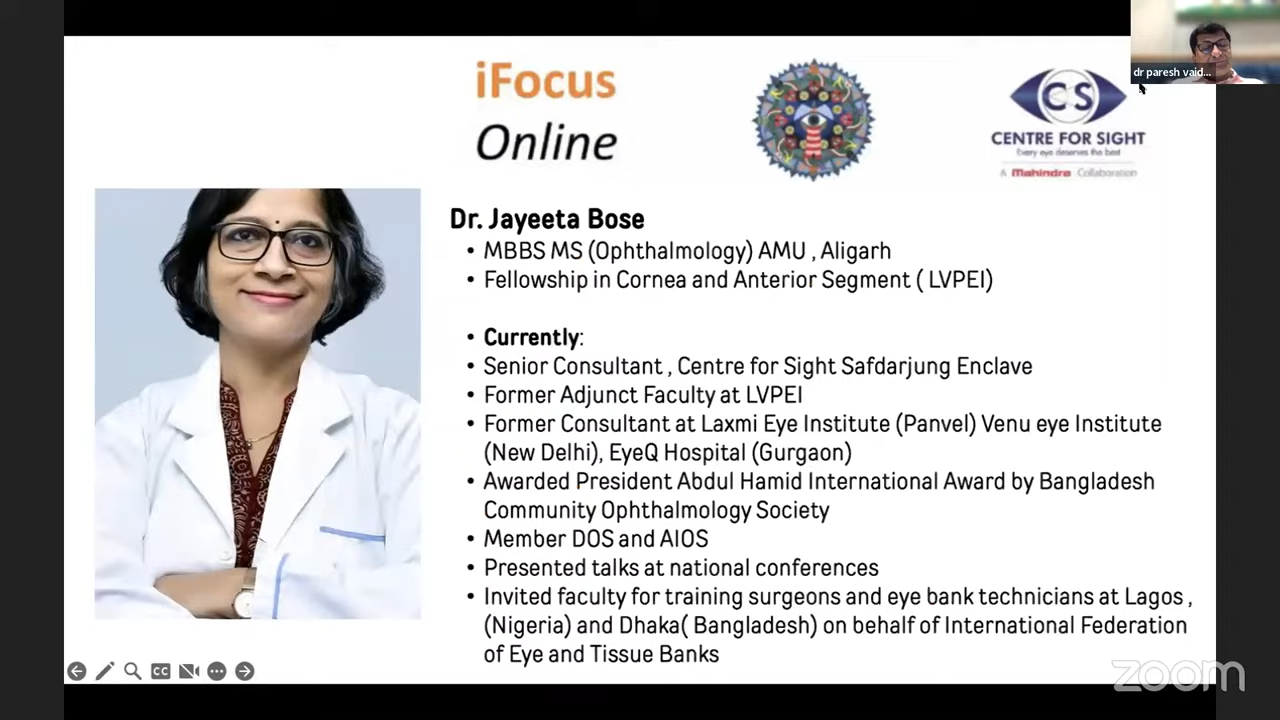 iFocus
Online
CS
CENTRE FOR SIGHT
Every eye deserves the best
A Mahindra Collaboration
dr paresh vaid...
Dr. Jayeeta Bose
• MBBS MS (Ophthalmology) AMU , Aligarh
• Fellowship in Cornea and Anterior Segment ( LVPEI)
• Currently:
• Senior Consultant , Centre for Sight Safdarjung Enclave
• Former Adjunct Faculty at LVPEI
• Former Consultant at Laxmi Eye Institute (Panvel) Venu eye Institute
(New Delhi), EyeQ Hospital (Gurgaon)
• Awarded President Abdul Hamid International Award by Bangladesh
Community Ophthalmology Society
• Member DOS and AIOS
• Presented talks at national conferences
• Invited faculty for training surgeons and eye bank technicians at Lagos ,
(Nigeria) and Dhaka( Bangladesh) on behalf of International Federation
of Eye and Tissue Banks
CC
zoom